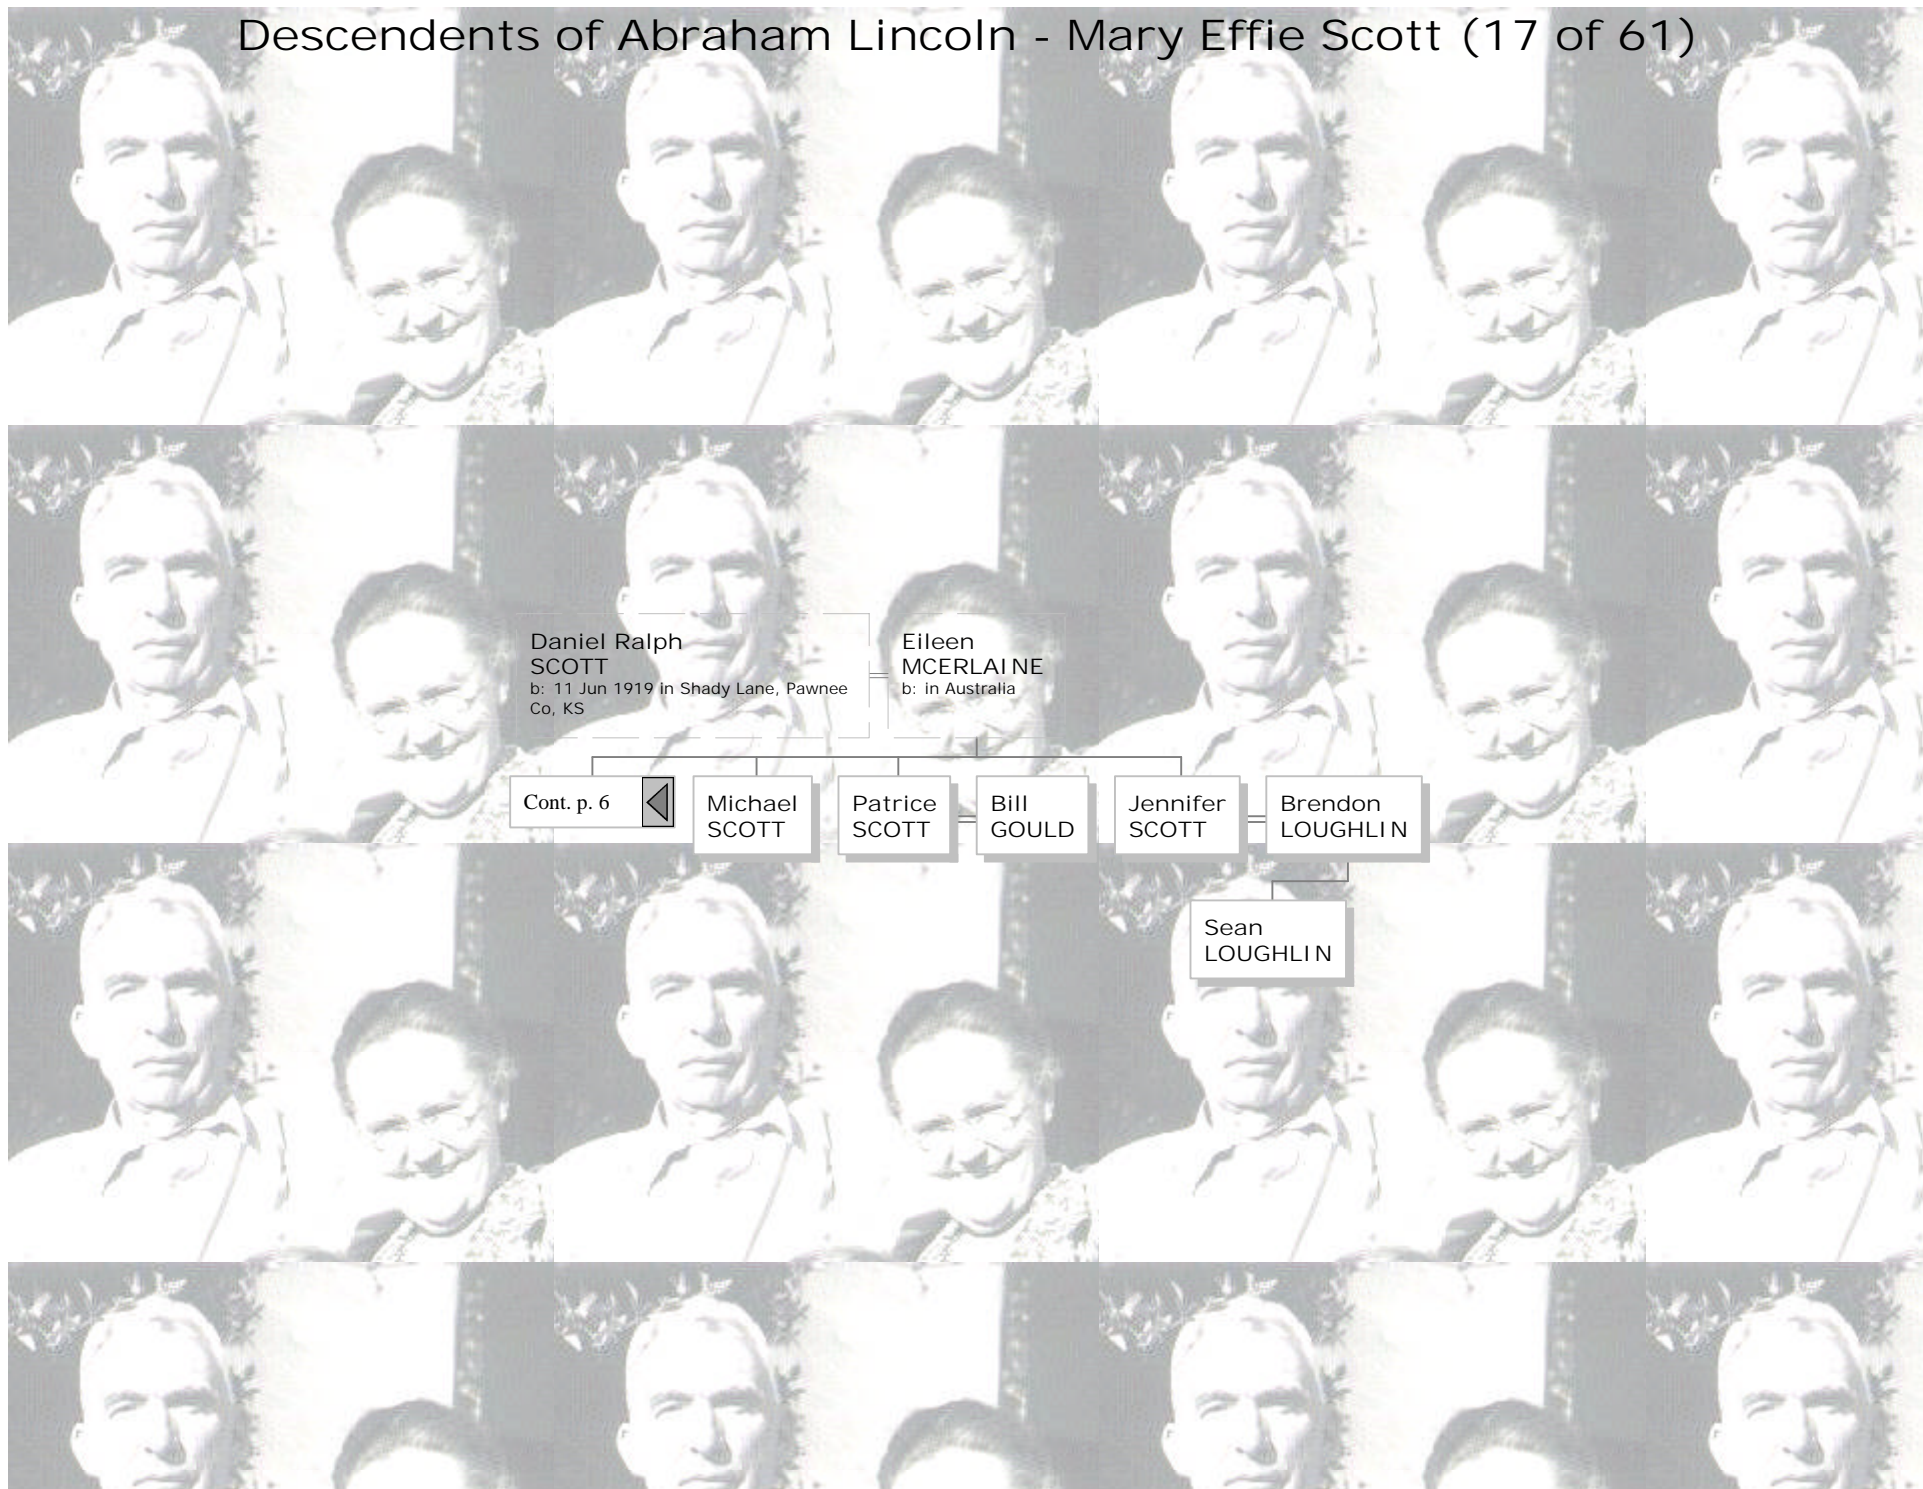 Descendents of Abraham Lincoln - Mary Effie Scott (17 of 61)
Daniel Ralph
SCOTT
b: 11 Jun 1919 in Shady Lane, Pawnee
Co, KS
Eileen
MCERLAINE
b: in Australia
Cont. p. 6
Michael
SCOTT
Patrice
SCOTT
Bill
GOULD
Jennifer
SCOTT
Brendon
LOUGHLIN
Sean
LOUGHLIN